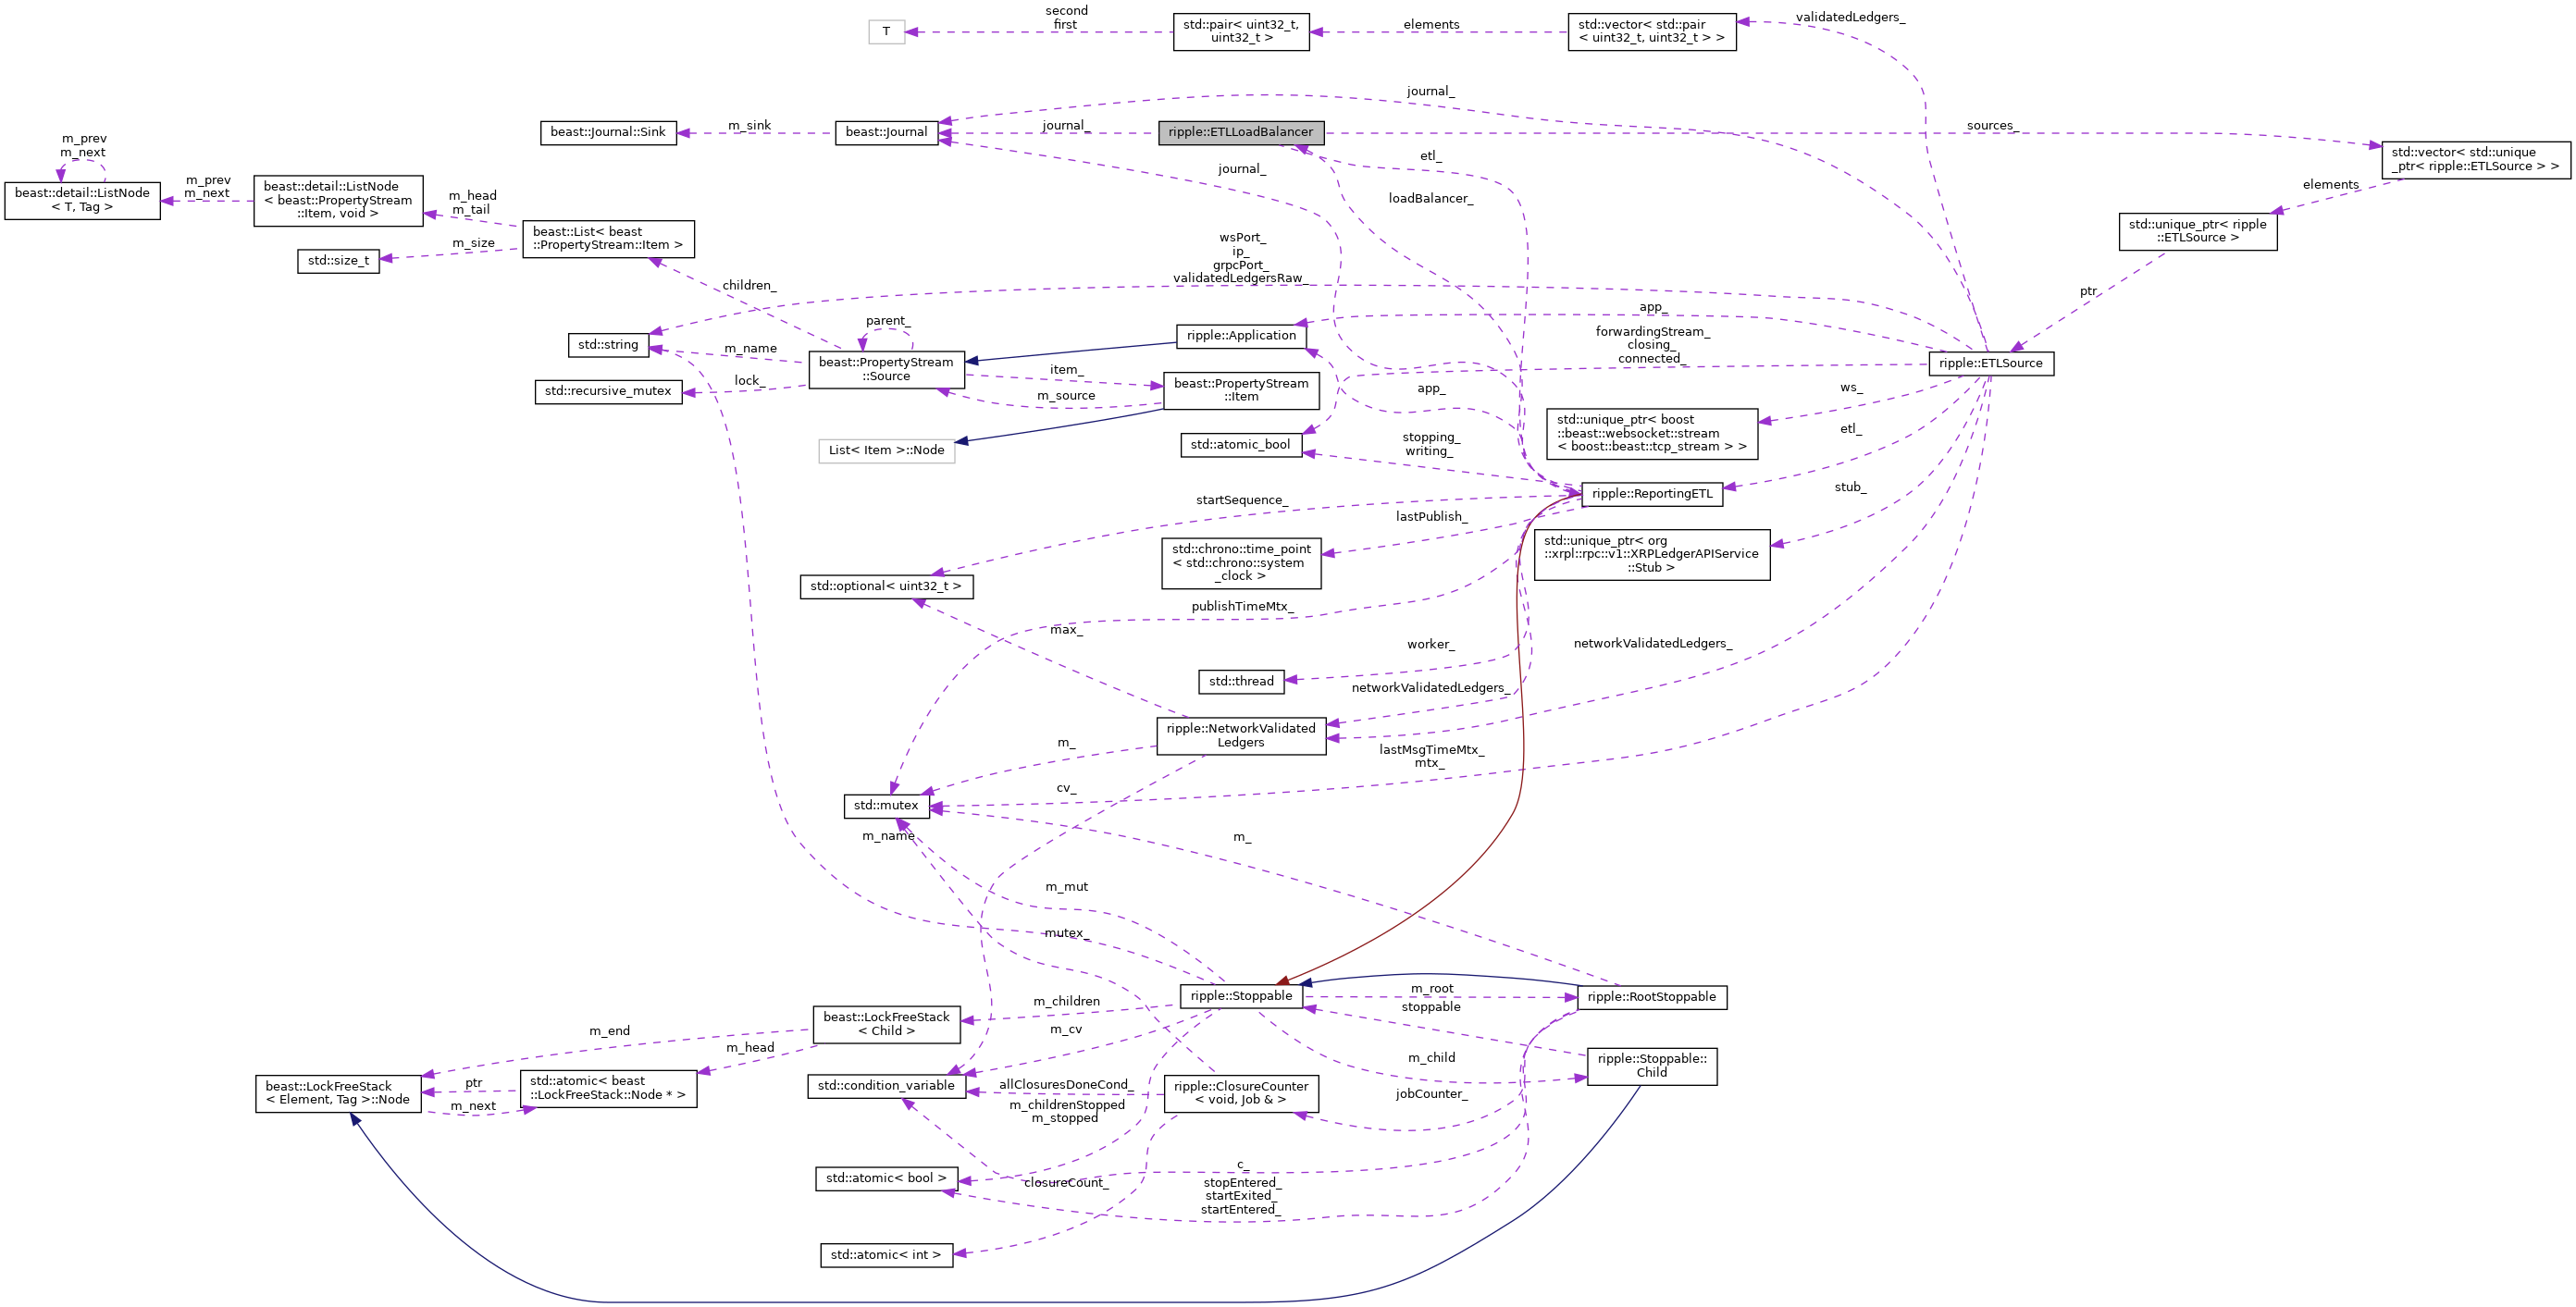 second
first
T
std::pair< uint32_t,
uint32_t >
elements
std::vector< std::pair
< uint32_t, uint32_t > >
validatedLedgers_
journal_
beast::Journal::Sink
m_sink
beast::Journal
journal_
ripple::ETLLoadBalancer
sources_
std::vector< std::unique
_ptr< ripple::ETLSource > >
m_prev
m_next
beast::detail::ListNode
< T, Tag >
m_prev
m_next
beast::detail::ListNode
< beast::PropertyStream
::Item, void >
m_head
m_tail
beast::List< beast
::PropertyStream::Item >
m_size
std::size_t
etl_
journal_
loadBalancer_
elements
std::unique_ptr< ripple
::ETLSource >
ptr
wsPort_
ip_
grpcPort_
validatedLedgersRaw_
children_
app_
parent_
ripple::Application
forwardingStream_
closing_
connected_
std::string
m_name
beast::PropertyStream
::Source
item_
beast::PropertyStream
::Item
m_source
ripple::ETLSource
lock_
std::recursive_mutex
app_
ws_
std::unique_ptr< boost
::beast::websocket::stream
< boost::beast::tcp_stream > >
etl_
List< Item >::Node
std::atomic_bool
stopping_
writing_
ripple::ReportingETL
stub_
startSequence_
lastPublish_
std::chrono::time_point
< std::chrono::system
_clock >
std::unique_ptr< org
::xrpl::rpc::v1::XRPLedgerAPIService
::Stub >
std::optional< uint32_t >
publishTimeMtx_
max_
worker_
networkValidatedLedgers_
std::thread
networkValidatedLedgers_
ripple::NetworkValidated
Ledgers
m_
lastMsgTimeMtx_
mtx_
cv_
std::mutex
m_name
m_
m_mut
mutex_
ripple::Stoppable
m_root
ripple::RootStoppable
m_children
stoppable
beast::LockFreeStack
< Child >
m_end
m_cv
m_head
m_child
ripple::Stoppable::
Child
beast::LockFreeStack
< Element, Tag >::Node
ptr
m_next
std::atomic< beast
::LockFreeStack::Node * >
std::condition_variable
allClosuresDoneCond_
ripple::ClosureCounter
< void, Job & >
jobCounter_
m_childrenStopped
m_stopped
std::atomic< bool >
c_
closureCount_
stopEntered_
startExited_
startEntered_
std::atomic< int >